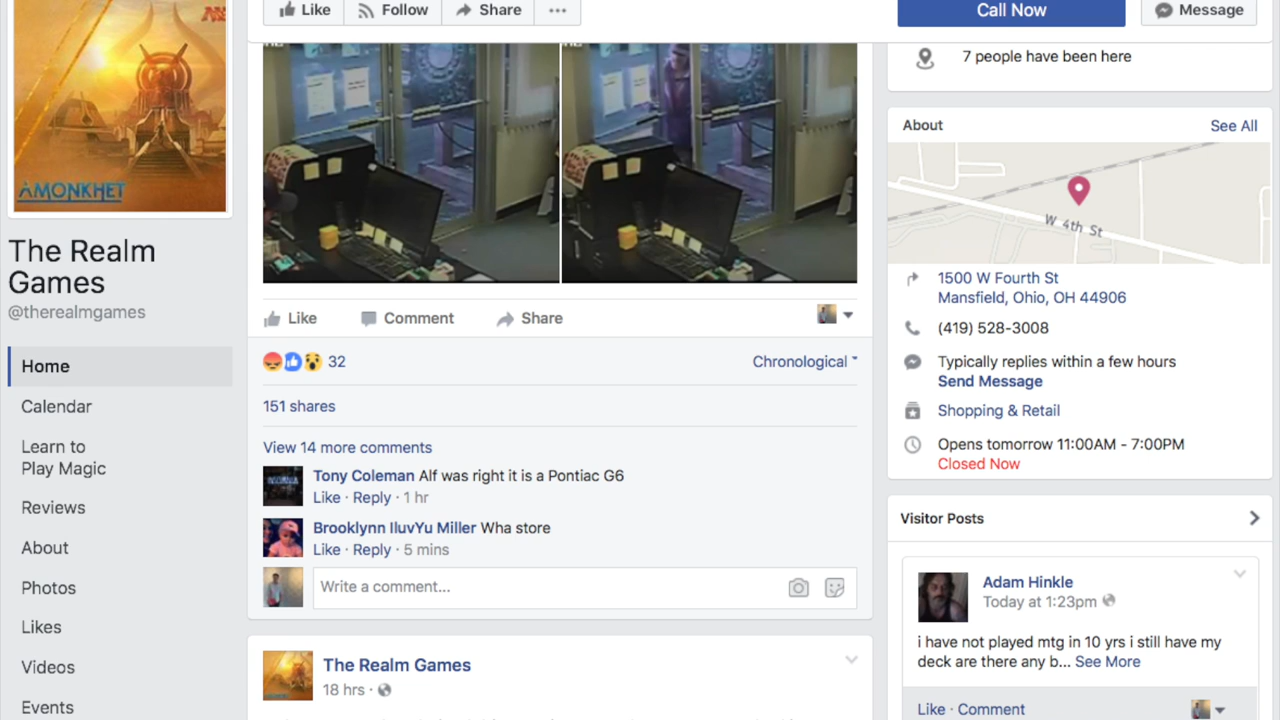 Like
Follow
Share
Call Now
Message
AMONKHET
The Realm
Games
@therealmgames
Home
Calendar
Learn to
Play Magic
Reviews
About
Photos
Likes
Videos
Events
Like
Comment
Share
32
Chronological
151 shares
View 14 more comments
Tony Coleman Alf was right it is a Pontiac G6
Like · Reply · 1 hr
Brooklynn IluvYu Miller Wha store
Like · Reply · 5 mins
Write a comment...
The Realm Games
18 hrs ·
7 people have been here
About
See All
W 4th St
1500 W Fourth St
Mansfield, Ohio, OH 44906
(419) 528-3008
Typically replies within a few hours
Send Message
Shopping & Retail
Opens tomorrow 11:00AM - 7:00PM
Closed Now
Visitor Posts
Adam Hinkle
Today at 1:23pm
i have not played mtg in 10 yrs i still have my
deck are there any b... See More
Like · Comment